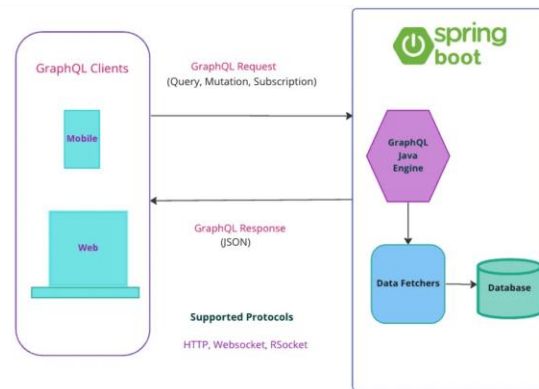 GraphQL Clients
Mobile
Web
GraphQL Request
(Query, Mutation, Subscription)
GraphQL Response
(JSON)
Supported Protocols
HTTP, Websocket, RSocket
spring
boot
GraphQL
Java
Engine
Data Fetchers
Database